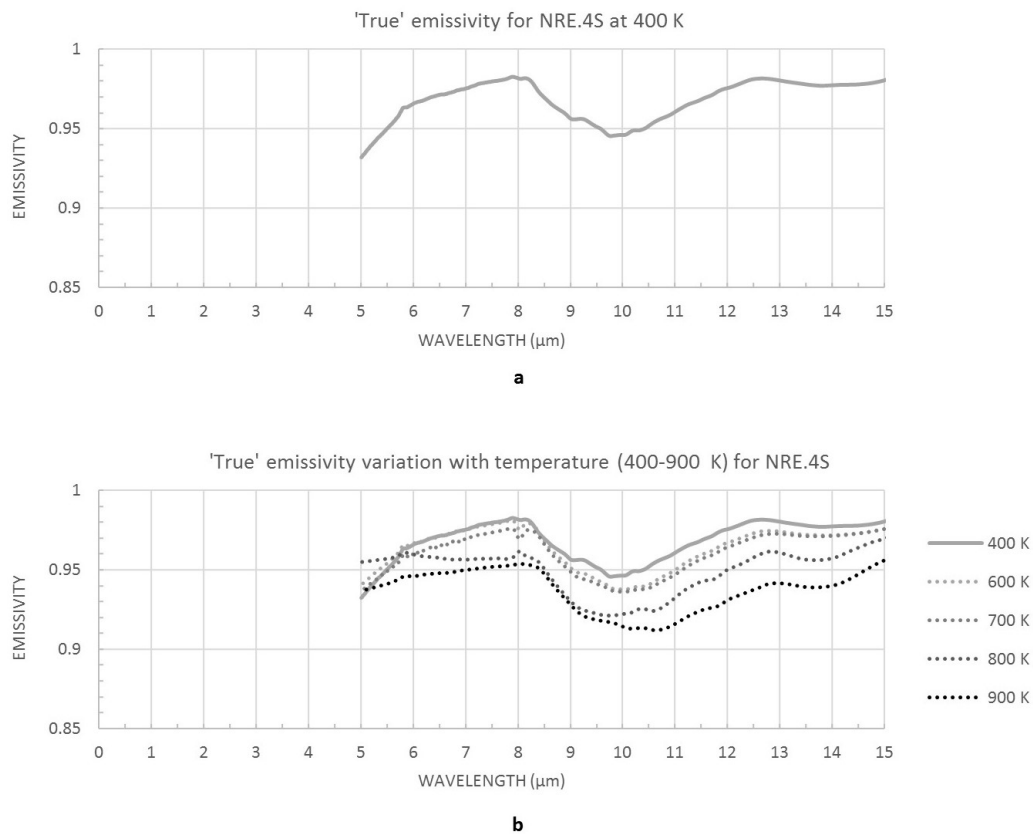 'True' emissivity for NRE.4S at 400 K
1
0.95
0.9
0.85
EMISSIVITY
0 1 2 3 4 5 6 7 8 9 10 11 12 13 14 15
WAVELENGTH (μm)
a
'True' emissivity variation with temperature (400-900 K) for NRE.4S
1
0.95
0.9
0.85
EMISSIVITY
0 1 2 3 4 5 6 7 8 9 10 11 12 13 14 15
WAVELENGTH (μm)
400 K
600 K
700 K
800 K
900 K
b